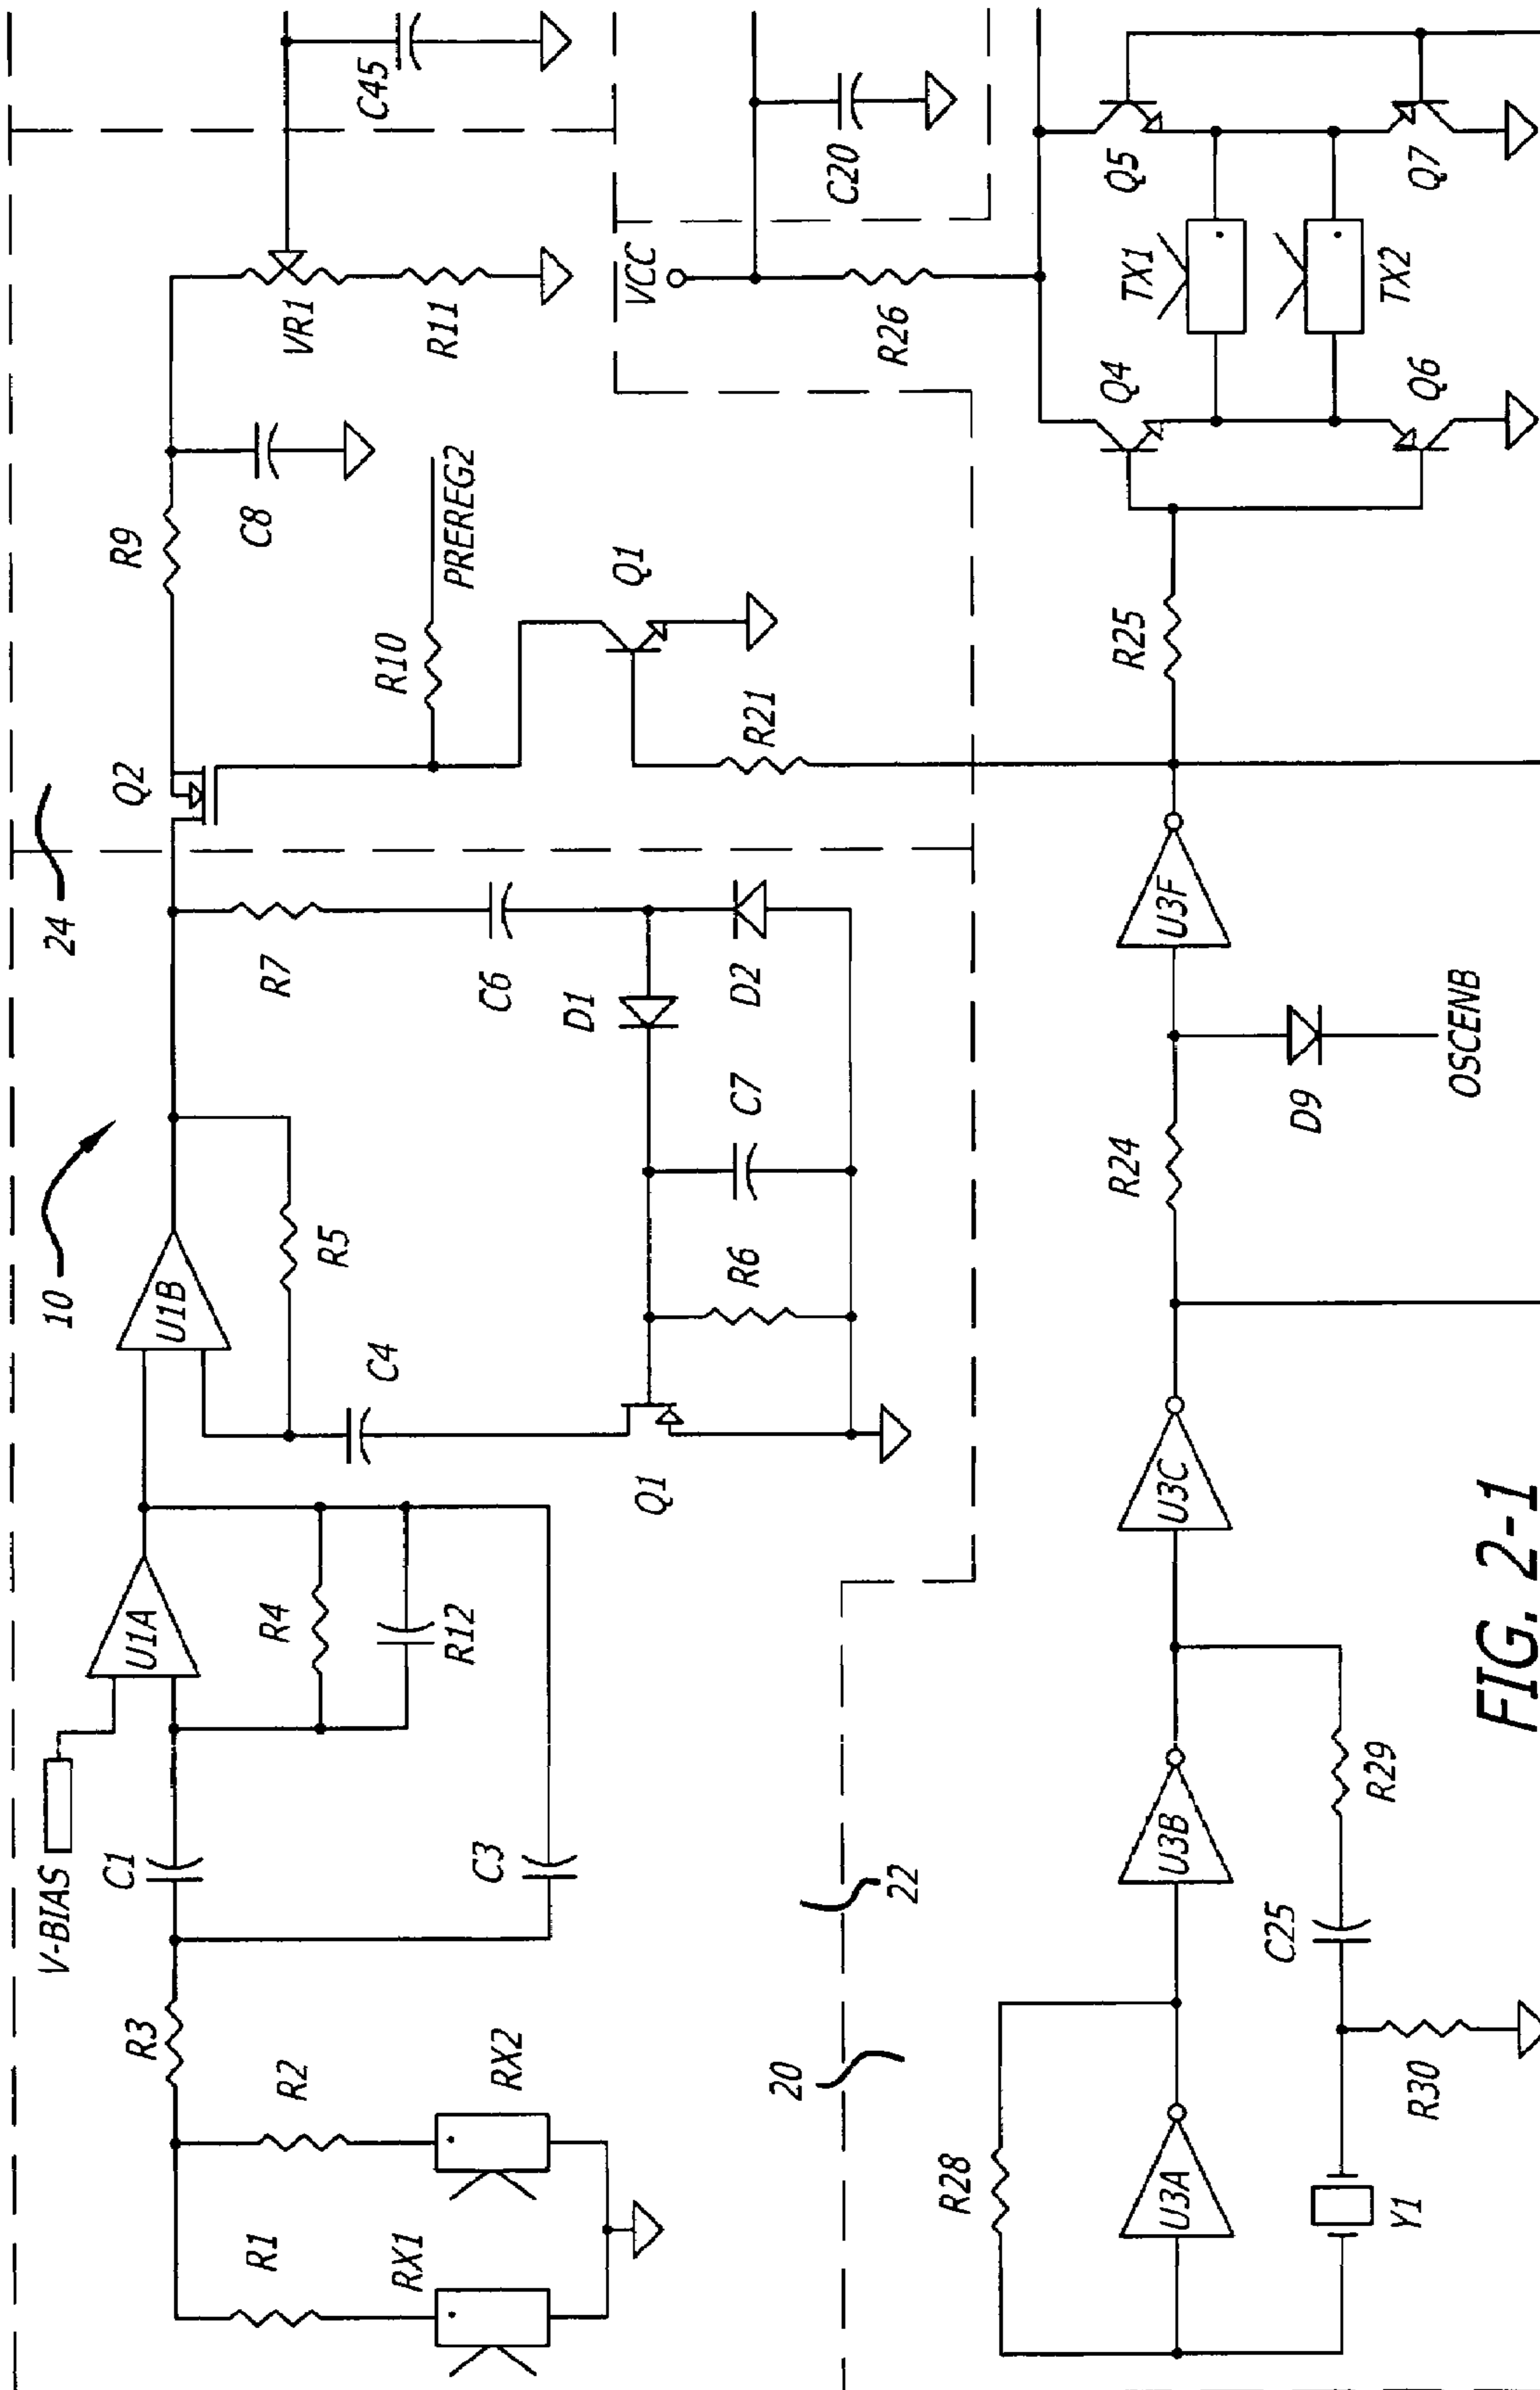 24
10
V-BIAS
U1A
U1B
Q2
R9
C8
VR1
R11
C45
R3
C1
R4
R12
C3
R5
C4
R7
C6
D1
D2
C7
R6
Q1
R10
PREREG2
Q1
R21
R1
R2
RX1
RX2
VCC
C20
R26
20
22
R28
U3A
U3B
U3C
R24
U3F
R25
Q4
Q5
TX1
TX2
Q6
Q7
Y1
R30
C25
R29
D9
OSCENB
FIG. 2-1